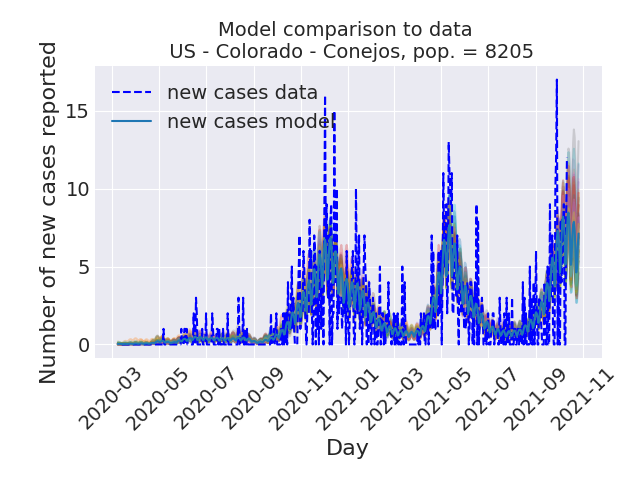 Model comparison to data
US - Colorado - Conejos, pop. = 8205
Number of new cases reported
15
10
5
0
new cases data
new cases model
2020-03
2020-05
2020-07
2020-09
2020-11
2021-01
2021-03
2021-05
2021-07
2021-09
2021-11
Day